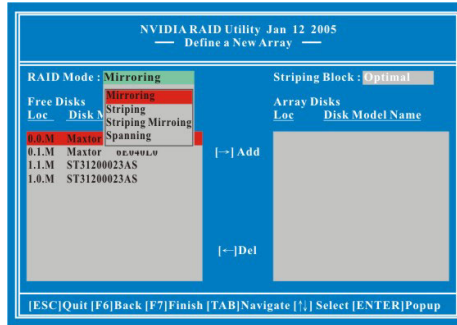 NVIDIA RAID Utility Jan 12 2005
Define a New Array
RAID Mode : Mirroring
Striping Block : Optimal
Mirroring
Striping
Striping Mirroing
Spanning
Free Disks
Loc Disk M
0.0.M Maxtor
0.1.M Maxtor 6E040L0
1.1.M ST31200023AS
1.0.M ST31200023AS
[→] Add
[←]Del
Array Disks
Loc Disk Model Name
[ESC]Quit [F6]Back [F7]Finish [TAB]Navigate [↑↓] Select [ENTER]Popup